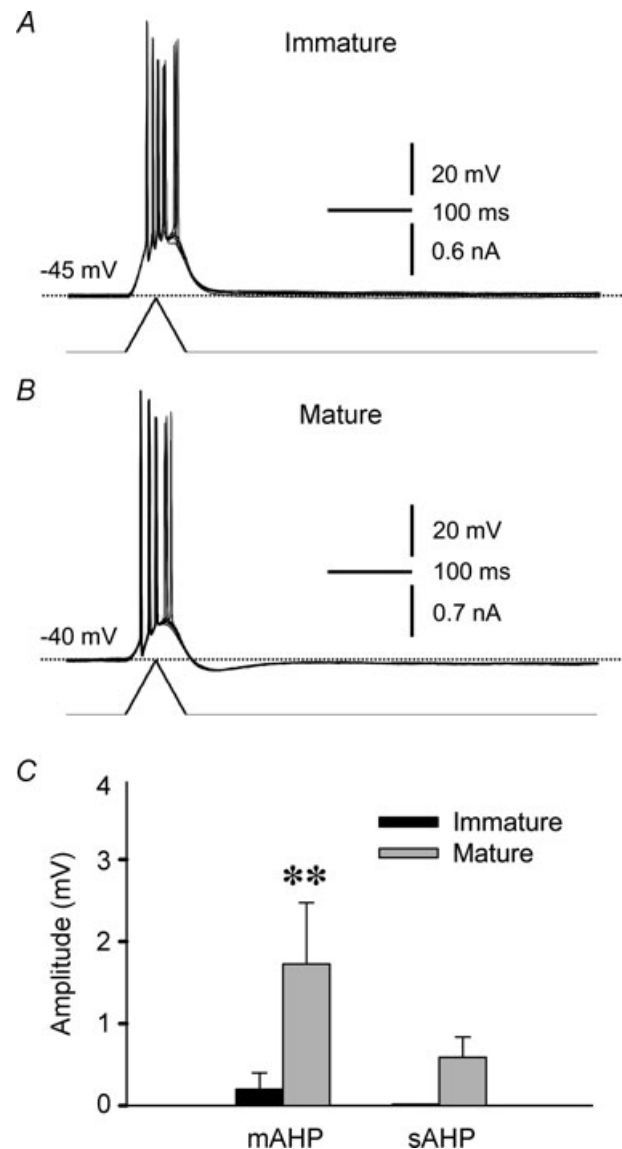 A
Immature
20 mV
100 ms
0.6 nA
-45 mV
B
Mature
20 mV
100 ms
0.7 nA
-40 mV
C
Amplitude (mV)
4
3
2
1
0
Immature
Mature
**
mAHP
sAHP